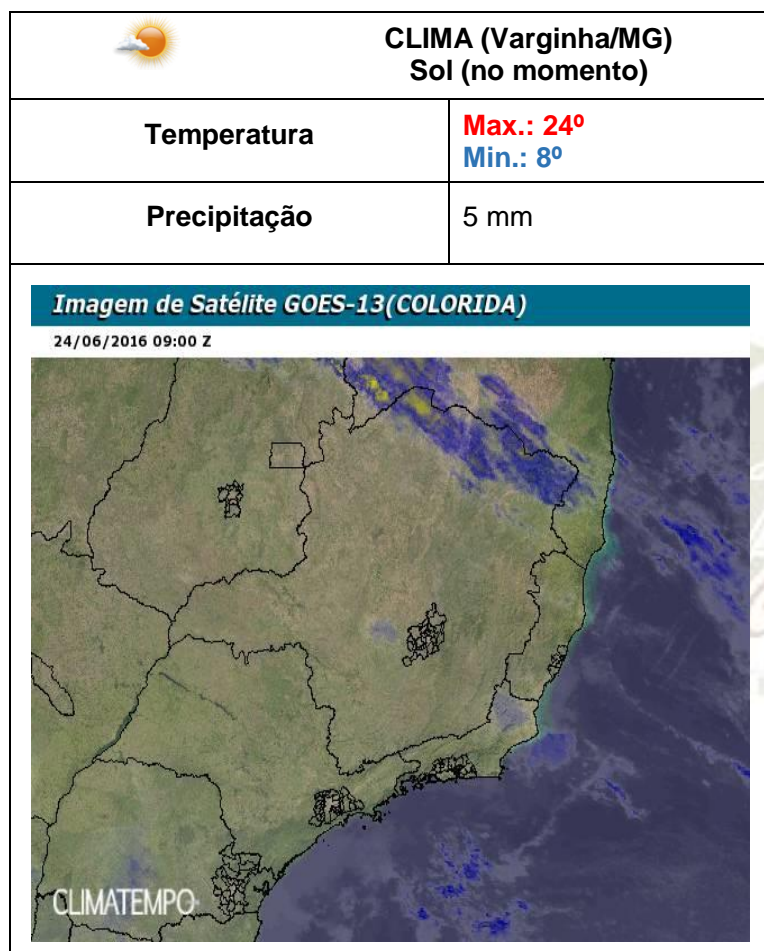 CLIMA (Varginha/MG)
Sol (no momento)
Temperatura
Max.: 24º
Min.: 8º
Precipitação
5 mm
Imagem de Satélite GOES-13(COLORIDA)
24/06/2016 09:00 Z
CLIMATEMPO